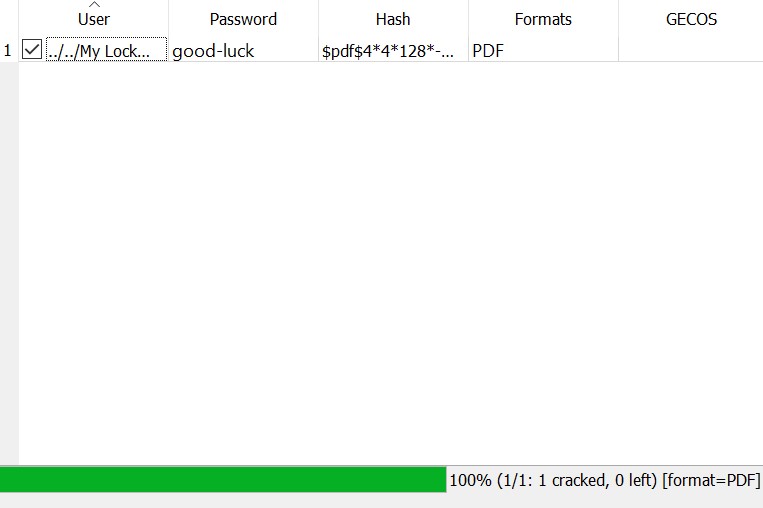 User Password Hash Formats GECOS
1 ../../My Lock... good-luck $pdf$4*4*128*-... PDF
100% (1/1: 1 cracked, 0 left) [format=PDF]